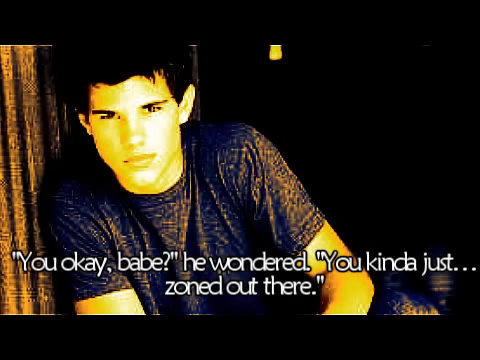 "You okay, babe?" he wondered. "You kinda just...
zoned out there."